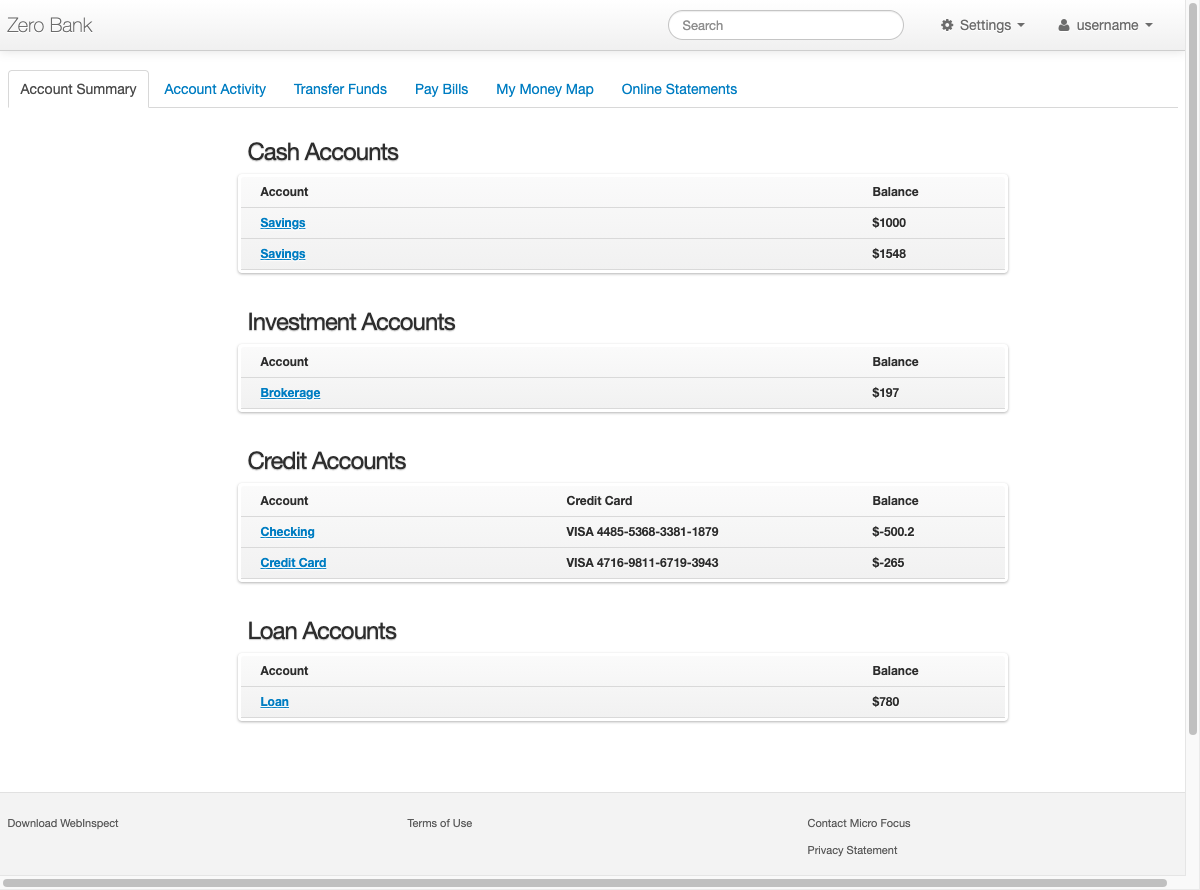 Zero Bank Search Settings username
Account Summary Account Activity Transfer Funds Pay Bills My Money Map Online Statements
Cash Accounts
Account Balance
Savings $1000
Savings $1548
Investment Accounts
Account Balance
Brokerage $197
Credit Accounts
Account Credit Card Balance
Checking VISA 4485-5368-3381-1879 $-500.2
Credit Card VISA 4716-9811-6719-3943 $-265
Loan Accounts
Account Balance
Loan $780
Download WebInspect Terms of Use Contact Micro Focus
Privacy Statement